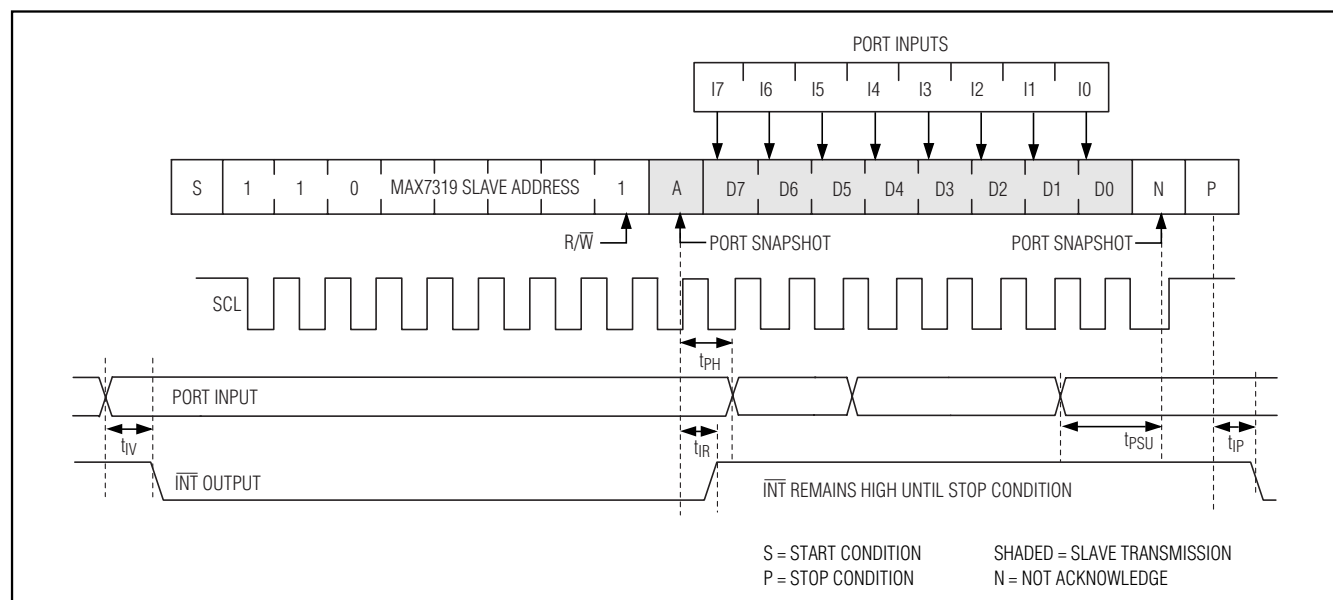 PORT INPUTS
I7 I6 I5 I4 I3 I2 I1 I0
S 1 1 0 MAX7319 SLAVE ADDRESS 1 A D7 D6 D5 D4 D3 D2 D1 D0 N P
R/W̅ PORT SNAPSHOT PORT SNAPSHOT
SCL
tPH
PORT INPUT
tIV tIR tPSU tIP
I̅N̅T̅ OUTPUT I̅N̅T̅ REMAINS HIGH UNTIL STOP CONDITION
S = START CONDITION SHADED = SLAVE TRANSMISSION
P = STOP CONDITION N = NOT ACKNOWLEDGE